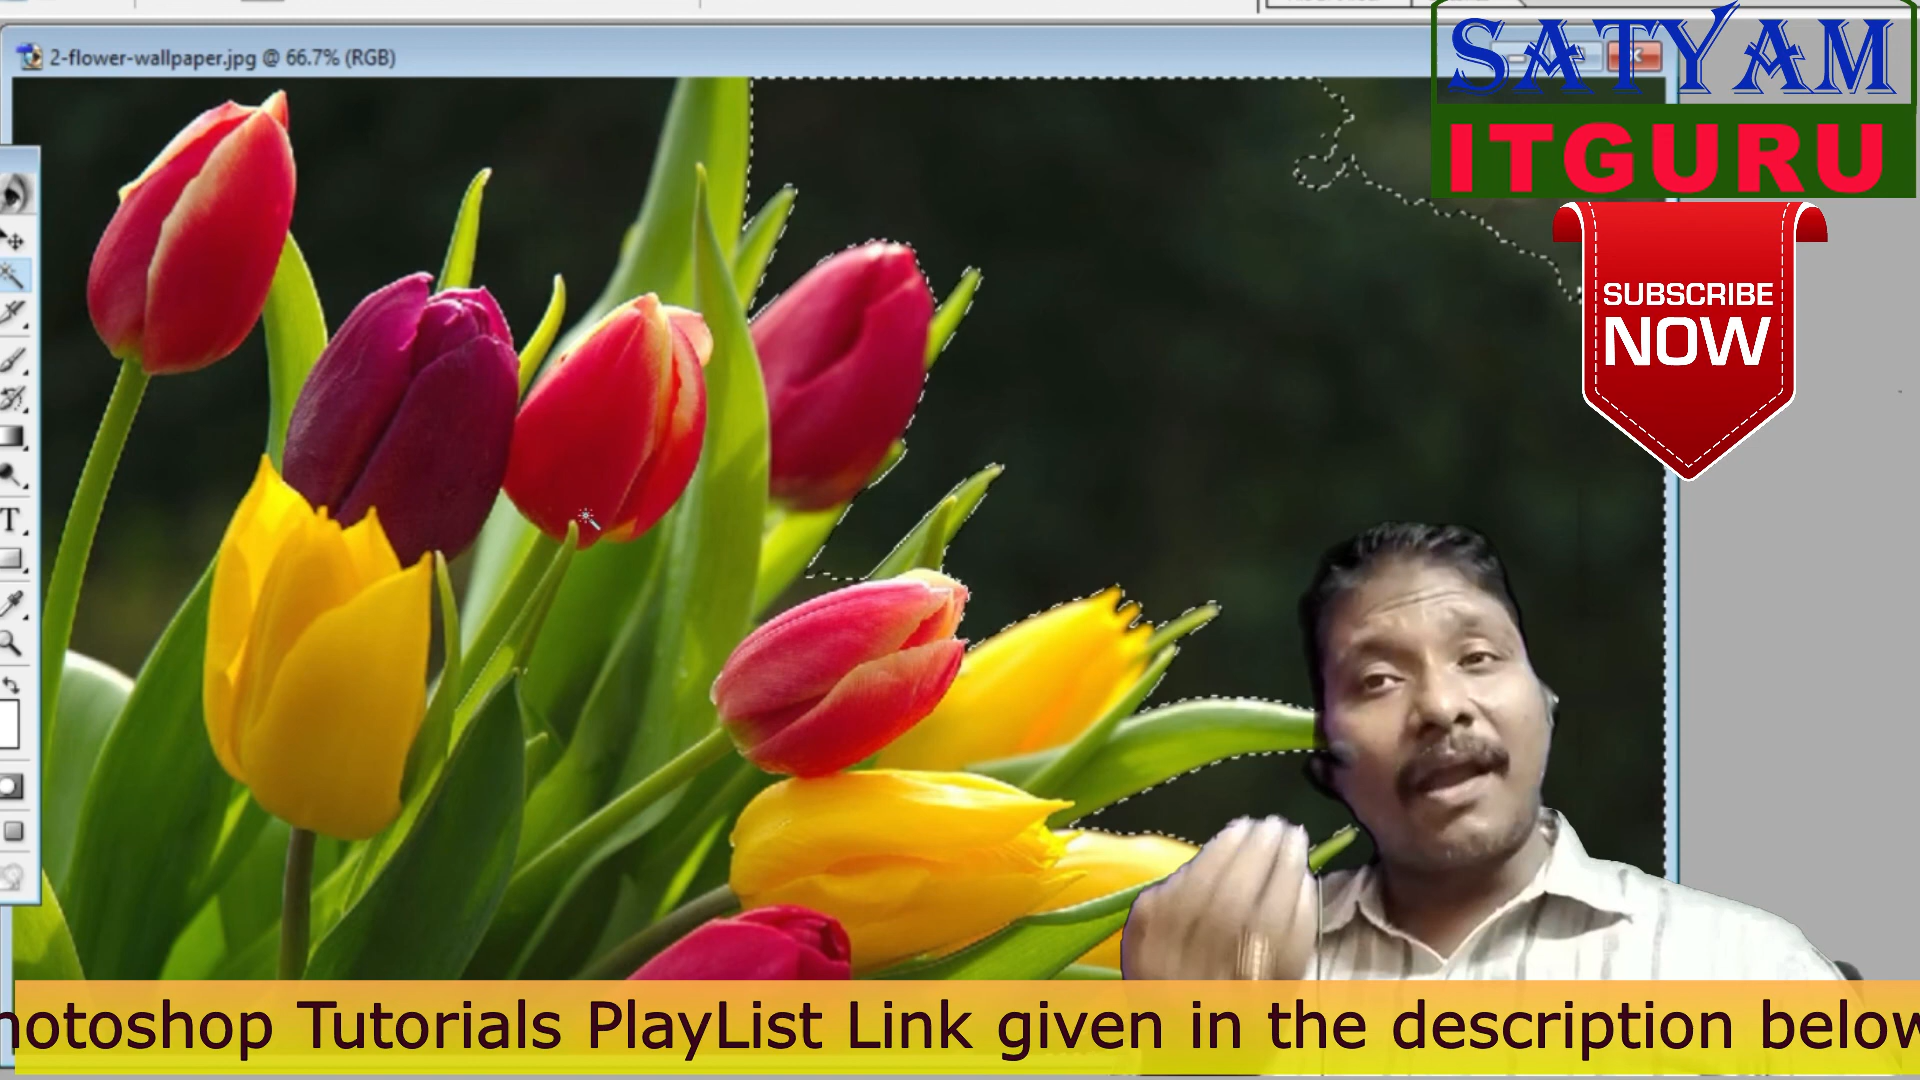 2-flower-wallpaper.jpg @ 66.7% (RGB)
SATYAM
ITGURU
SUBSCRIBE
NOW
T
hotoshop Tutorials PlayList Link given in the description below